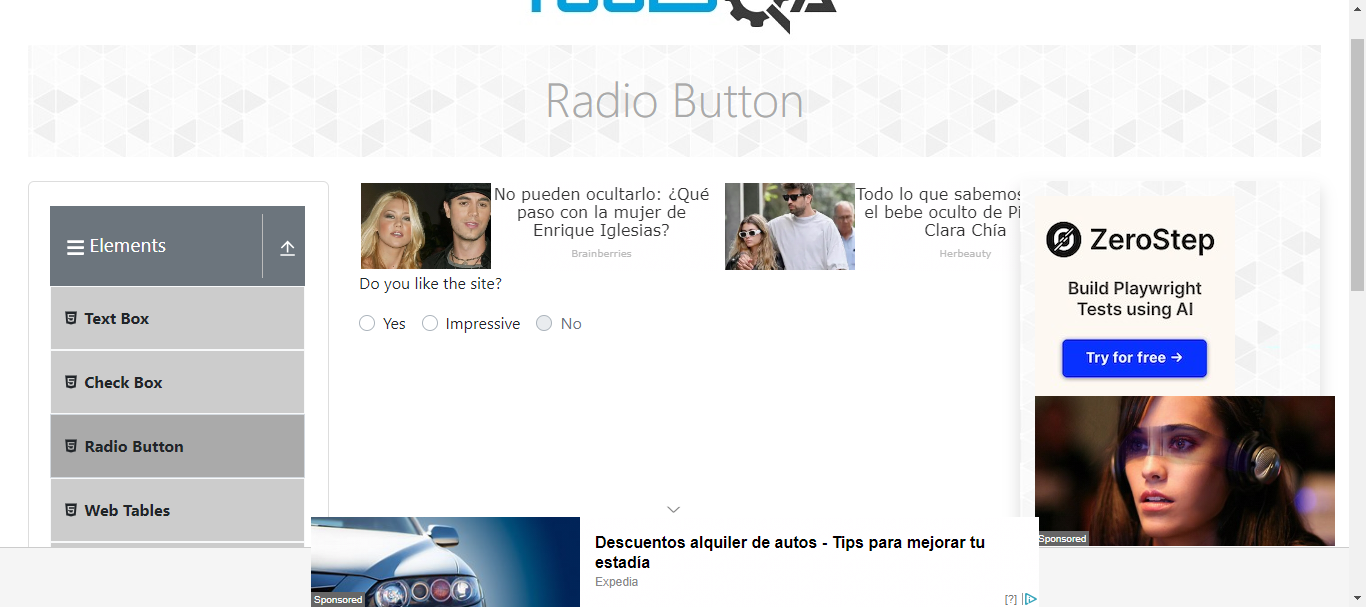 Radio Button
Elements
Text Box
Check Box
Radio Button
Web Tables
No pueden ocultarlo: ¿Qué
paso con la mujer de
Enrique Iglesias?
Brainberries
Todo lo que sabemos
el bebe oculto de Pi
Clara Chía
Herbeauty
Do you like the site?
Yes
Impressive
No
ZeroStep
Build Playwright
Tests using AI
Try for free →
Sponsored
Sponsored
Descuentos alquiler de autos - Tips para mejorar tu
estadía
Expedia
[?]